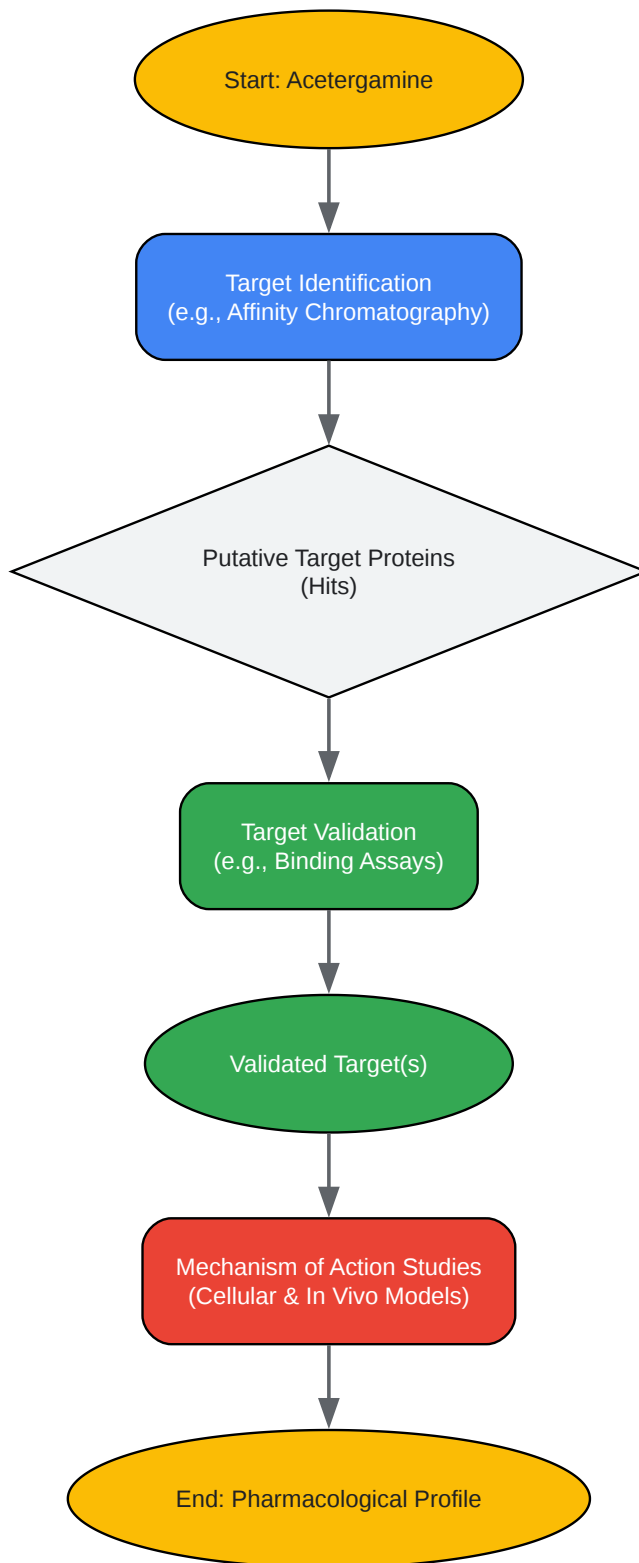 Start: Acetergamine
Target Identification
(e.g., Affinity Chromatography)
Putative Target Proteins
(Hits)
Target Validation
(e.g., Binding Assays)
Validated Target(s)
Mechanism of Action Studies
(Cellular & In Vivo Models)
End: Pharmacological Profile